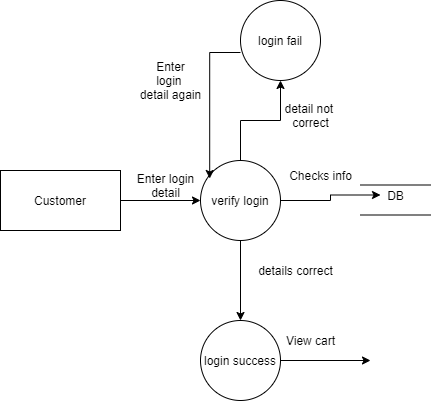 login fail
Enter
login
detail again
detail not
correct
Enter login
detail
Checks info
Customer
verify login
DB
details correct
View cart
login success